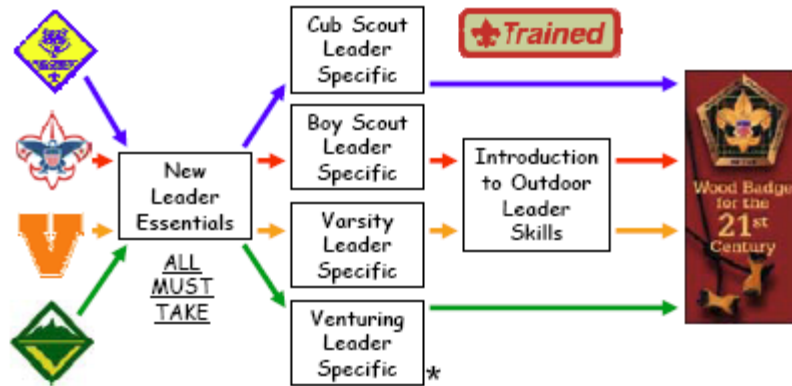 Cub Scout
Leader
Specific
Trained
New
Leader
Essentials
ALL
MUST
TAKE
Boy Scout
Leader
Specific
Varsity
Leader
Specific
Venturing
Leader
Specific *
Introduction
to Outdoor
Leader
Skills
Wood Badge
for the
21st
Century
V